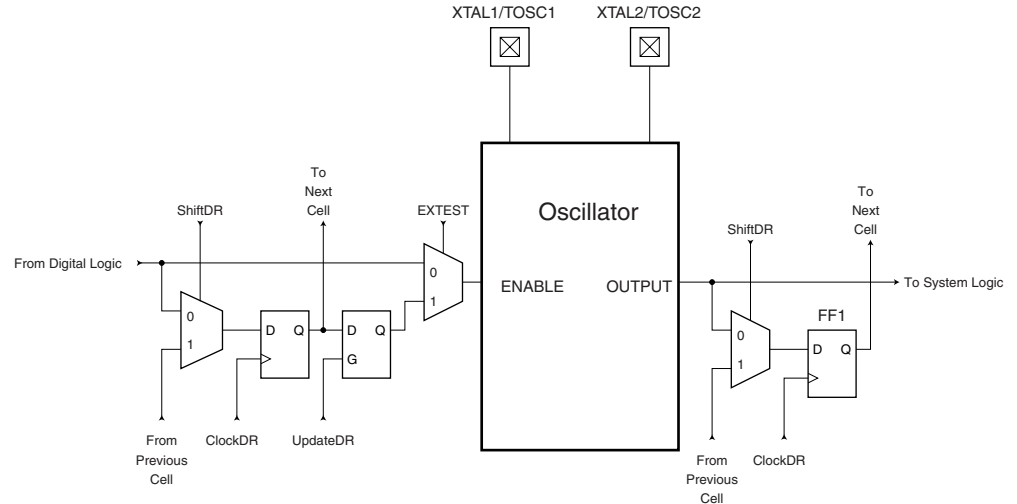 XTAL1/TOSC1
XTAL2/TOSC2
To
Next
Cell
ShiftDR
EXTEST
From Digital Logic
0
1
D Q
D Q
G
0
1
From
Previous
Cell
ClockDR
UpdateDR
Oscillator
ENABLE OUTPUT
To
Next
Cell
ShiftDR
To System Logic
FF1
0
1
D Q
From
Previous
Cell
ClockDR